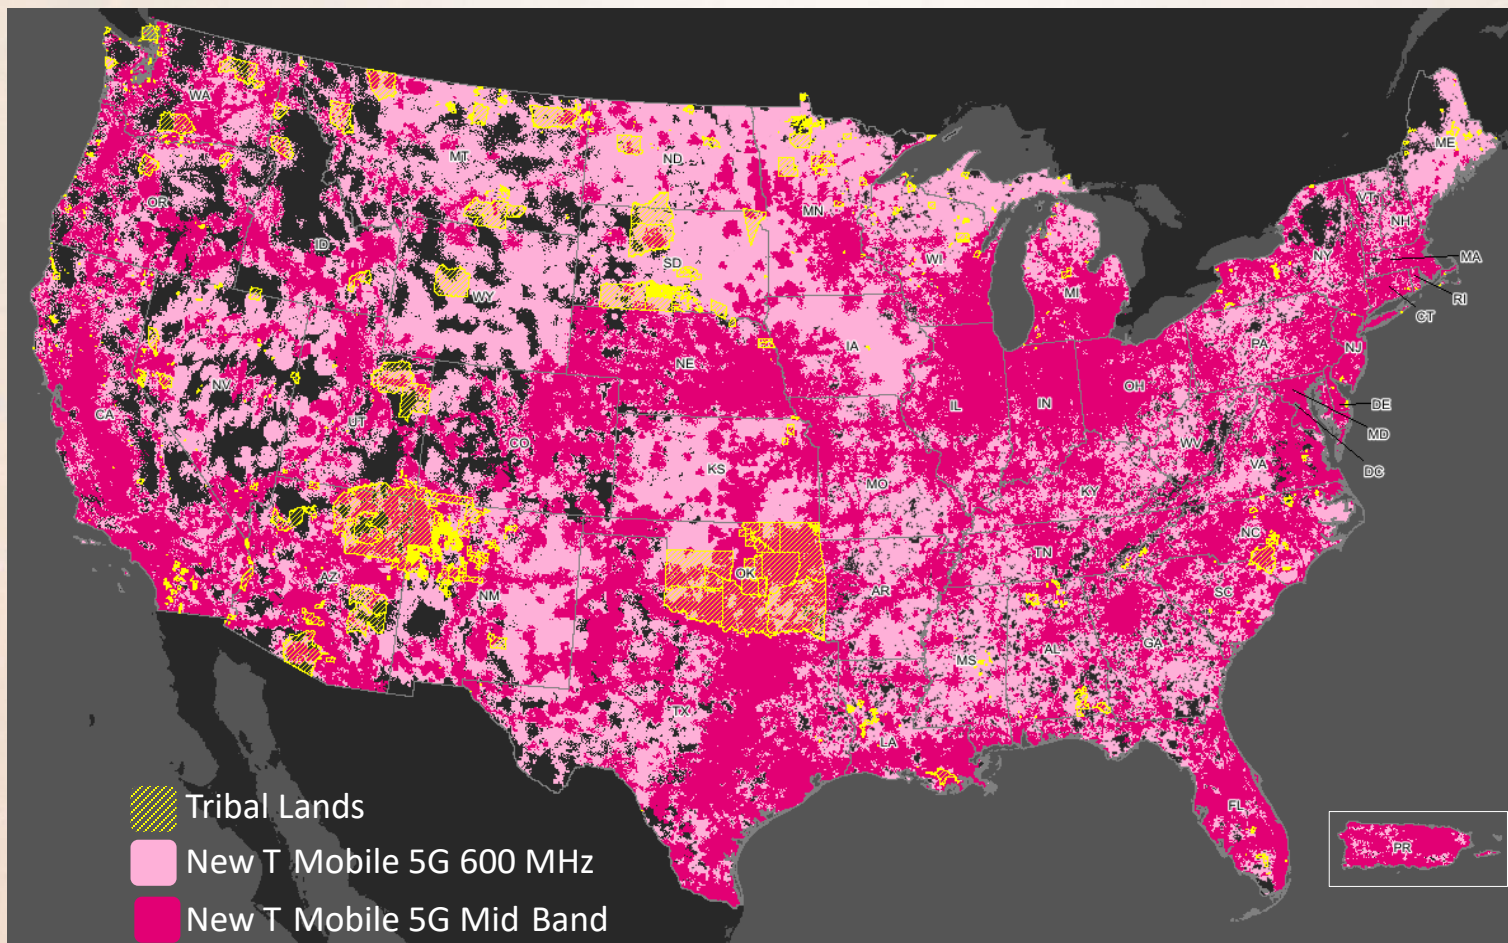 WA
MT
ND
ME
OR
MN
VT
NH
ID
SD
WI
NY
MA
WY
MI
RI
CT
IA
PA
NJ
NE
NV
OH
CA
UT
IL
IN
DE
CO
WV
MD
KS
VA
DC
MO
KY
NC
TN
AZ
OK
NM
AR
SC
MS
AL
GA
TX
LA
FL
PR
Tribal Lands
New T Mobile 5G 600 MHz
New T Mobile 5G Mid Band